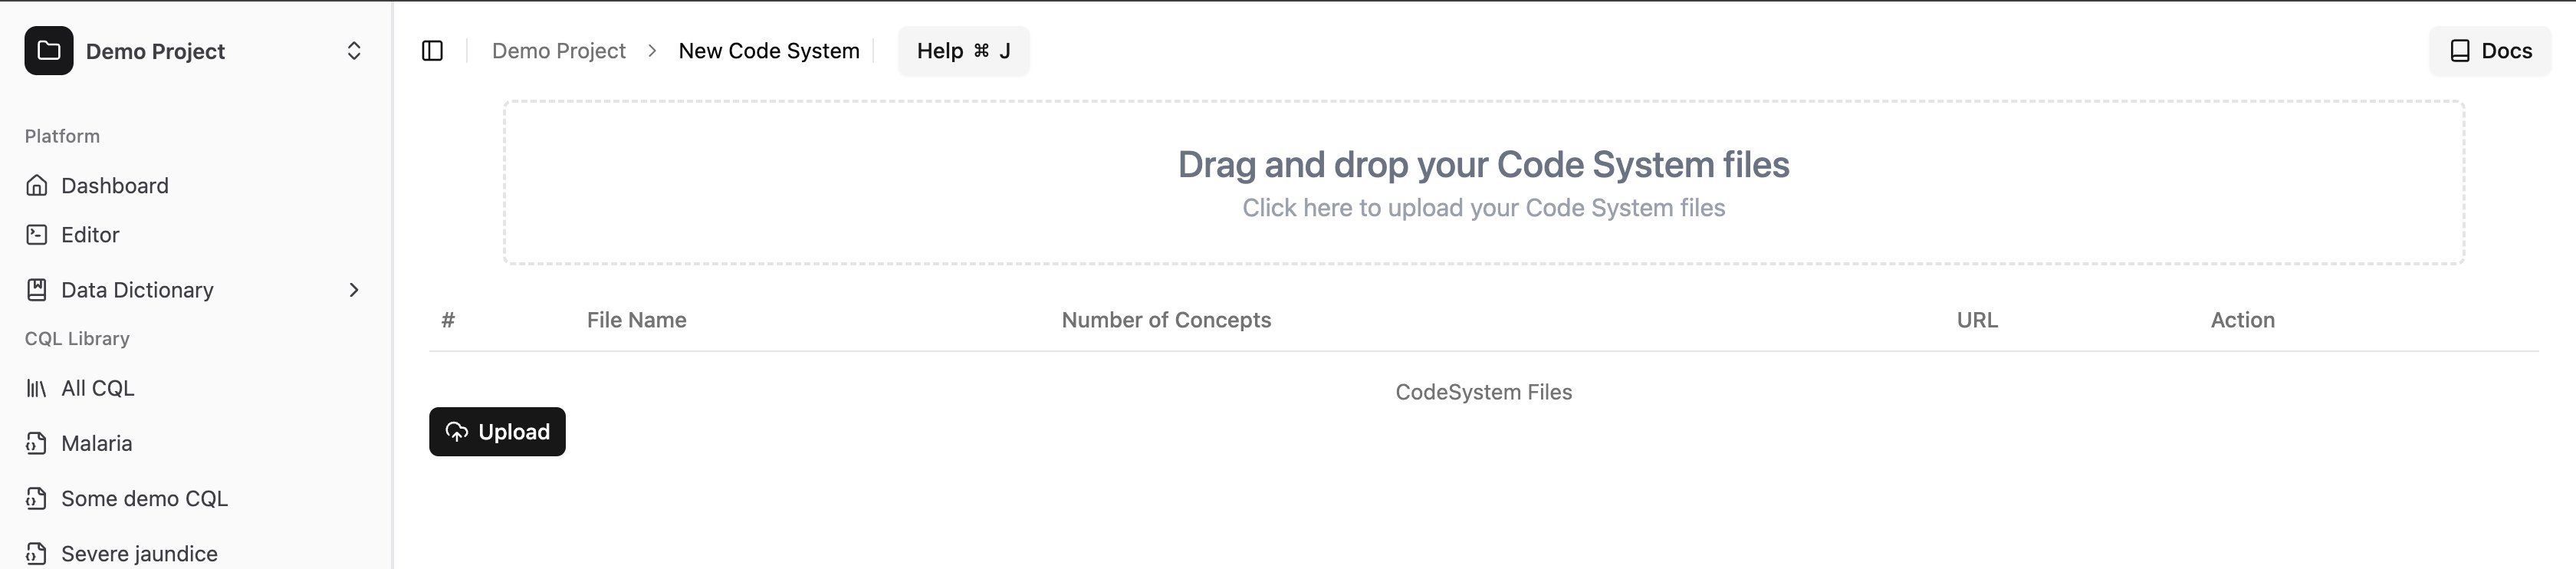 Demo Project
Platform
Dashboard
Editor
Data Dictionary
CQL Library
All CQL
Malaria
Some demo CQL
Severe jaundice
Demo Project > New Code System Help ⌘ J Docs
Drag and drop your Code System files
Click here to upload your Code System files
# File Name Number of Concepts URL Action
CodeSystem Files
Upload